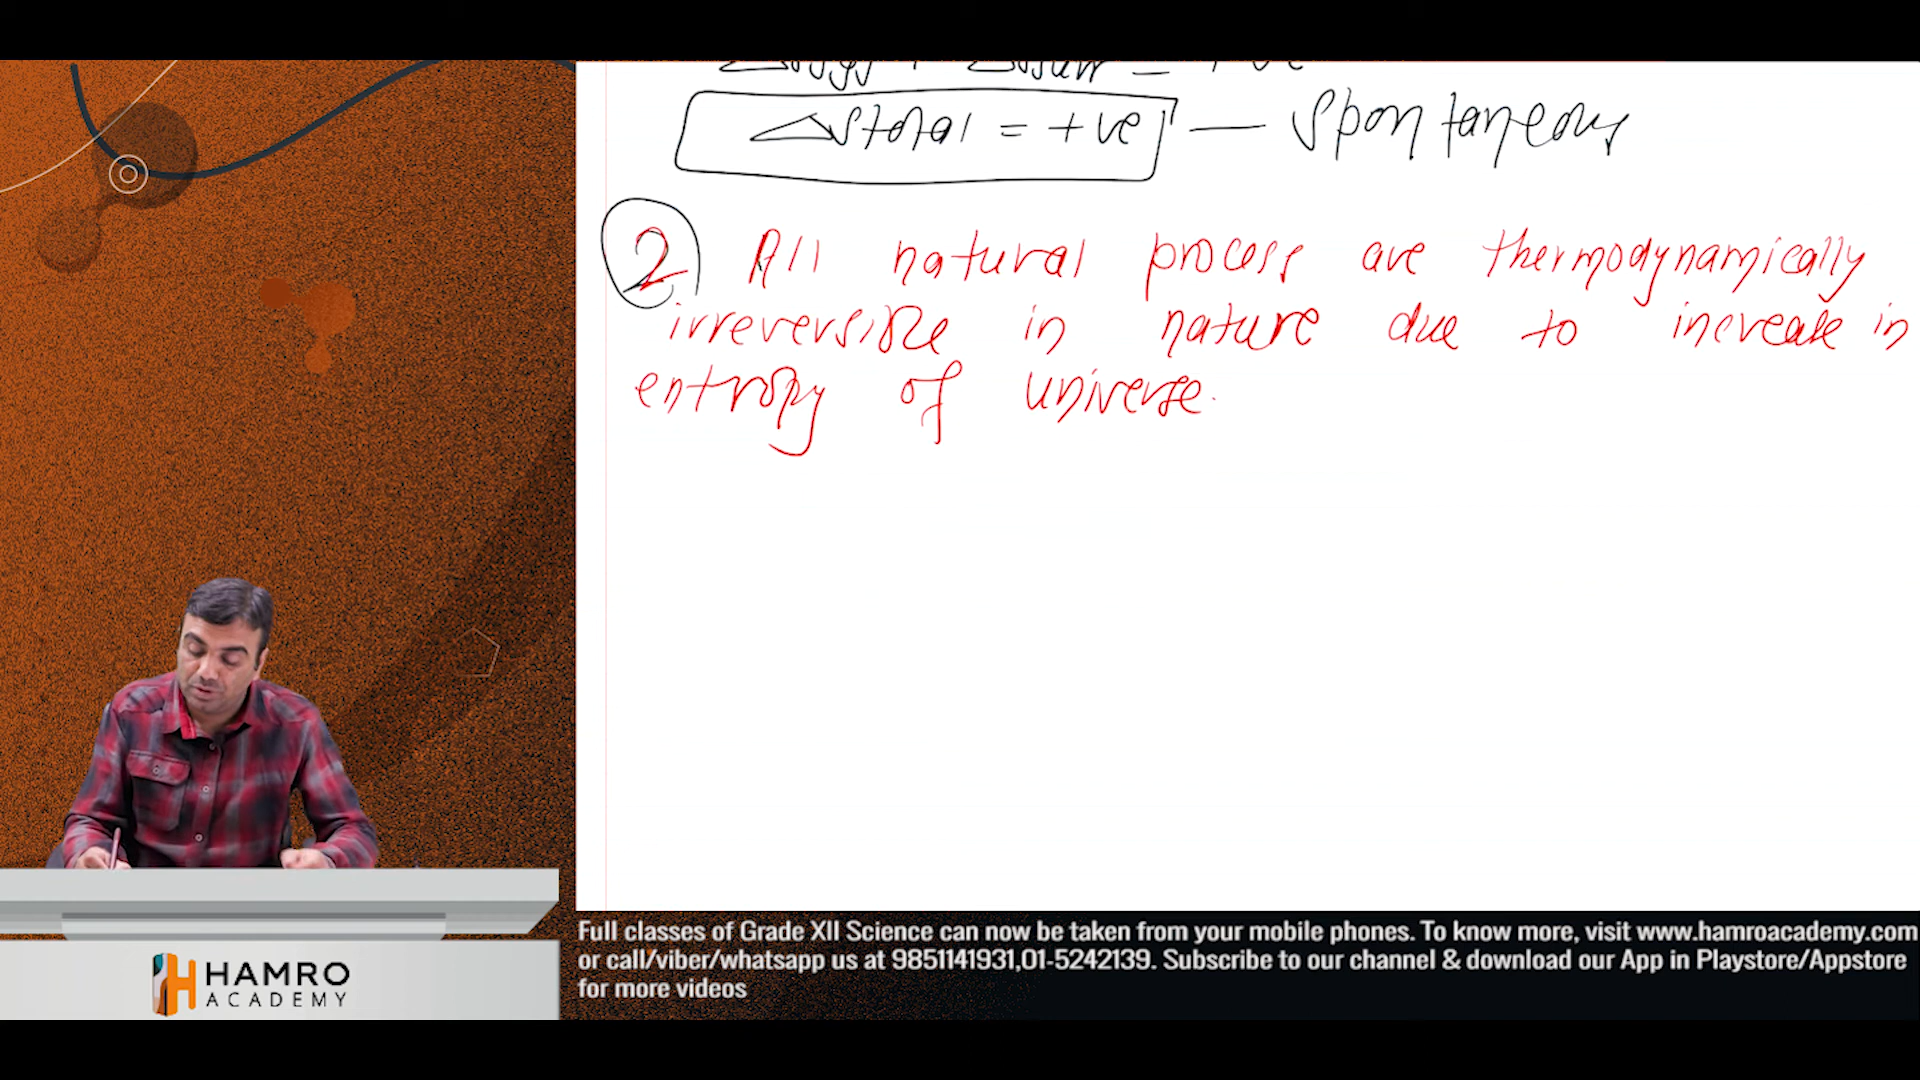 ΔSsys + ΔSsurr = +ve
ΔStotal = +ve — Spontaneous
2 All natural process are thermodynamically
irreversible in nature due to increase in
entropy of universe.
Full classes of Grade XII Science can now be taken from your mobile phones. To know more, visit www.hamroacademy.com
or call/viber/whatsapp us at 9851141931,01-5242139. Subscribe to our channel & download our App in Playstore/Appstore
for more videos
HAMRO
ACADEMY